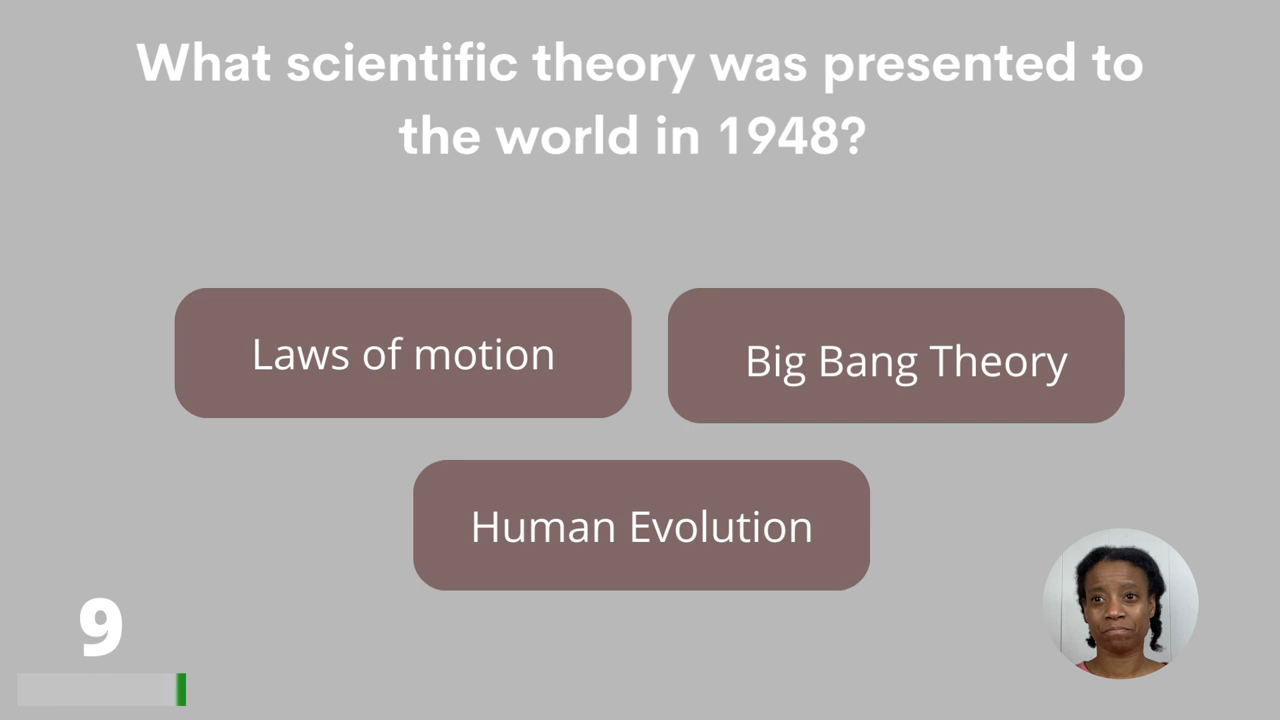 What scientific theory was presented to
the world in 1948?
Laws of motion
Big Bang Theory
Human Evolution
9